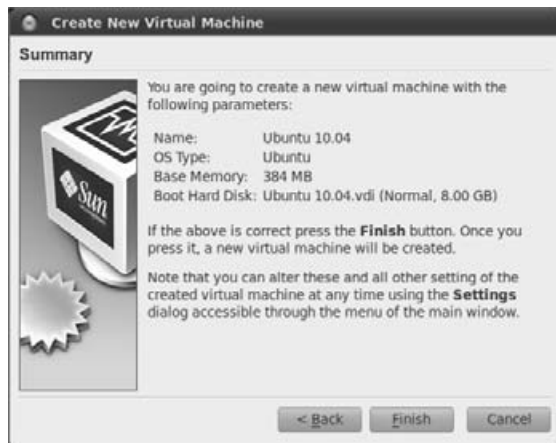 Create New Virtual Machine
Summary
You are going to create a new virtual machine with the
following parameters:
Name: Ubuntu 10.04
OS Type: Ubuntu
Base Memory: 384 MB
Boot Hard Disk: Ubuntu 10.04.vdi (Normal, 8.00 GB)
If the above is correct press the Finish button. Once you
press it, a new virtual machine will be created.
Note that you can alter these and all other setting of the
created virtual machine at any time using the Settings
dialog accessible through the menu of the main window.
Sun
< Back Finish Cancel